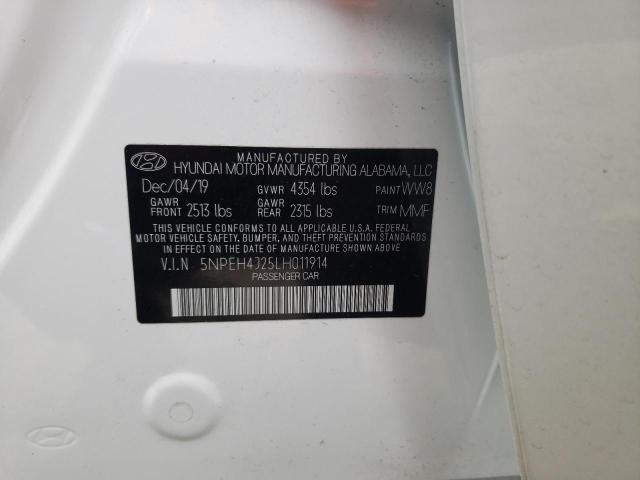 MANUFACTURED BY
HYUNDAI MOTOR MANUFACTURING ALABAMA, LLC
Dec/04/19 GVWR 4354 lbs PAINT WW8
GAWR FRONT 2513 lbs GAWR REAR 2315 lbs TRIM MMF
THIS VEHICLE CONFORMS TO ALL APPLICABLE U.S.A. FEDERAL
MOTOR VEHICLE SAFETY, BUMPER, AND THEFT PREVENTION STANDARDS
IN EFFECT ON THE DATE OF MANUFACTURE SHOWN ABOVE.
V.I.N 5NPEH4J25LH011914
PASSENGER CAR